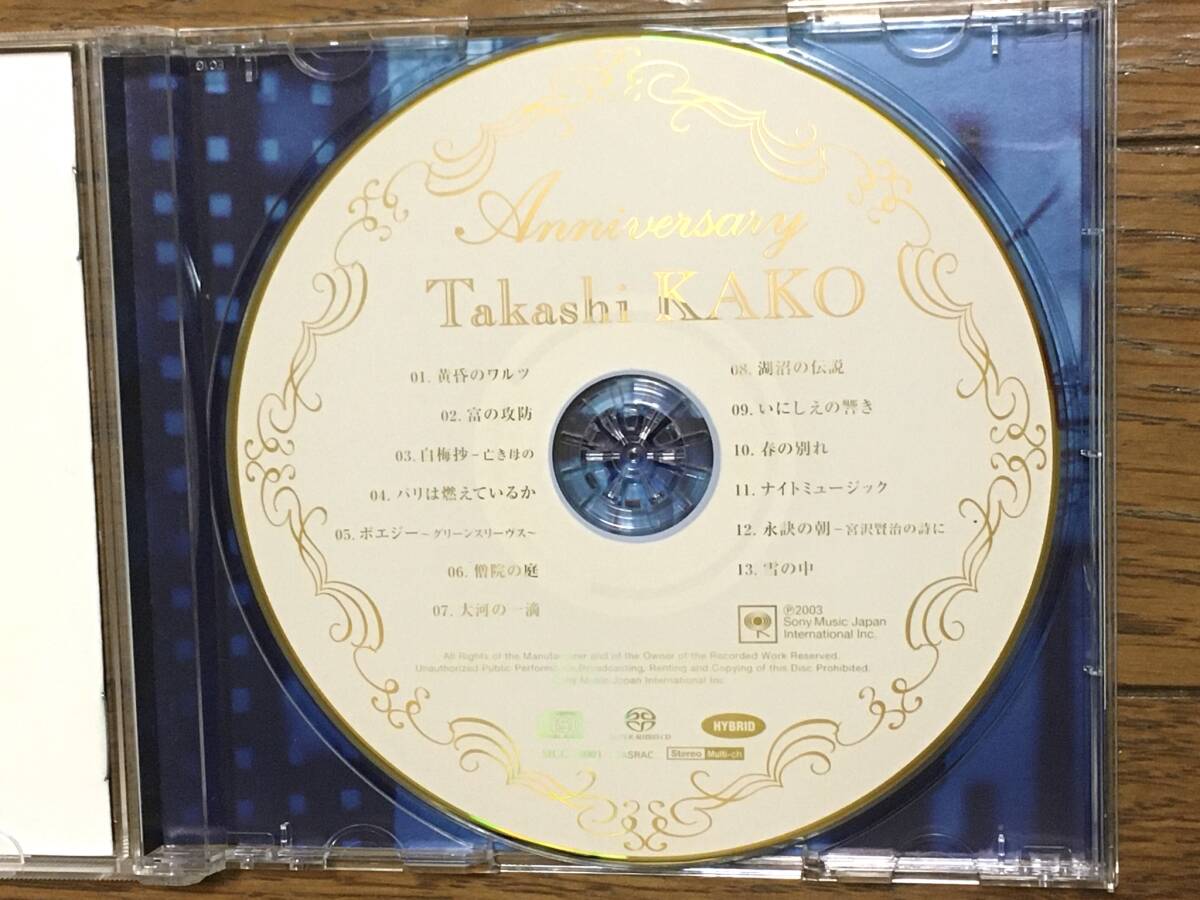 Anniversary
Takashi KAKO
01. 黄昏のワルツ
02. 富の攻防
03. 白梅抄－亡き母の
04. パリは燃えているか
05. ポエジー～グリーンスリーヴス～
06. 僧院の庭
07. 大河の一滴
08. 湖沼の伝説
09. いにしえの響き
10. 春の別れ
11. ナイトミュージック
12. 永訣の朝－宮沢賢治の詩に
13. 雪の中
℗2003
Sony Music Japan
International Inc.
All Rights of the Manufacturer and of the Owner of the Recorded Work Reserved.
Unauthorized Public Performance, Broadcasting, Renting and Copying of this Disc Prohibited.
Sony Music Japan International Inc.
SUPER AUDIO CD
HYBRID
JASRAC
Stereo Multi-ch